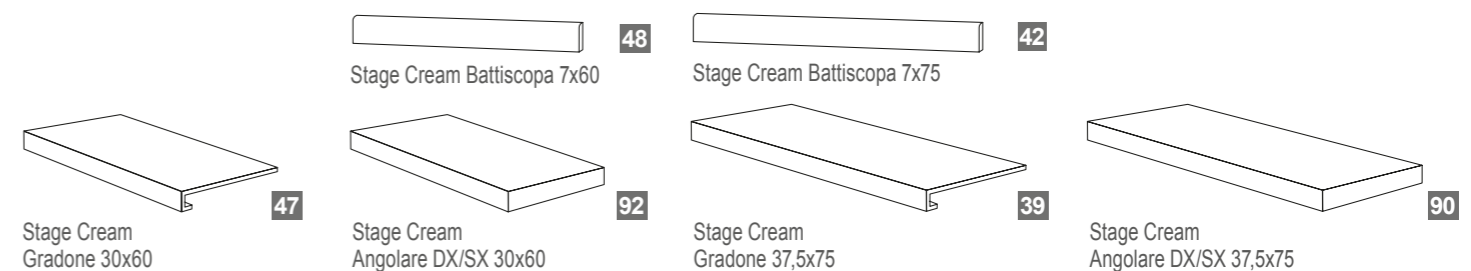 48
Stage Cream Battiscopa 7x60
42
Stage Cream Battiscopa 7x75
47
Stage Cream
Gradone 30x60
92
Stage Cream
Angolare DX/SX 30x60
39
Stage Cream
Gradone 37,5x75
90
Stage Cream
Angolare DX/SX 37,5x75